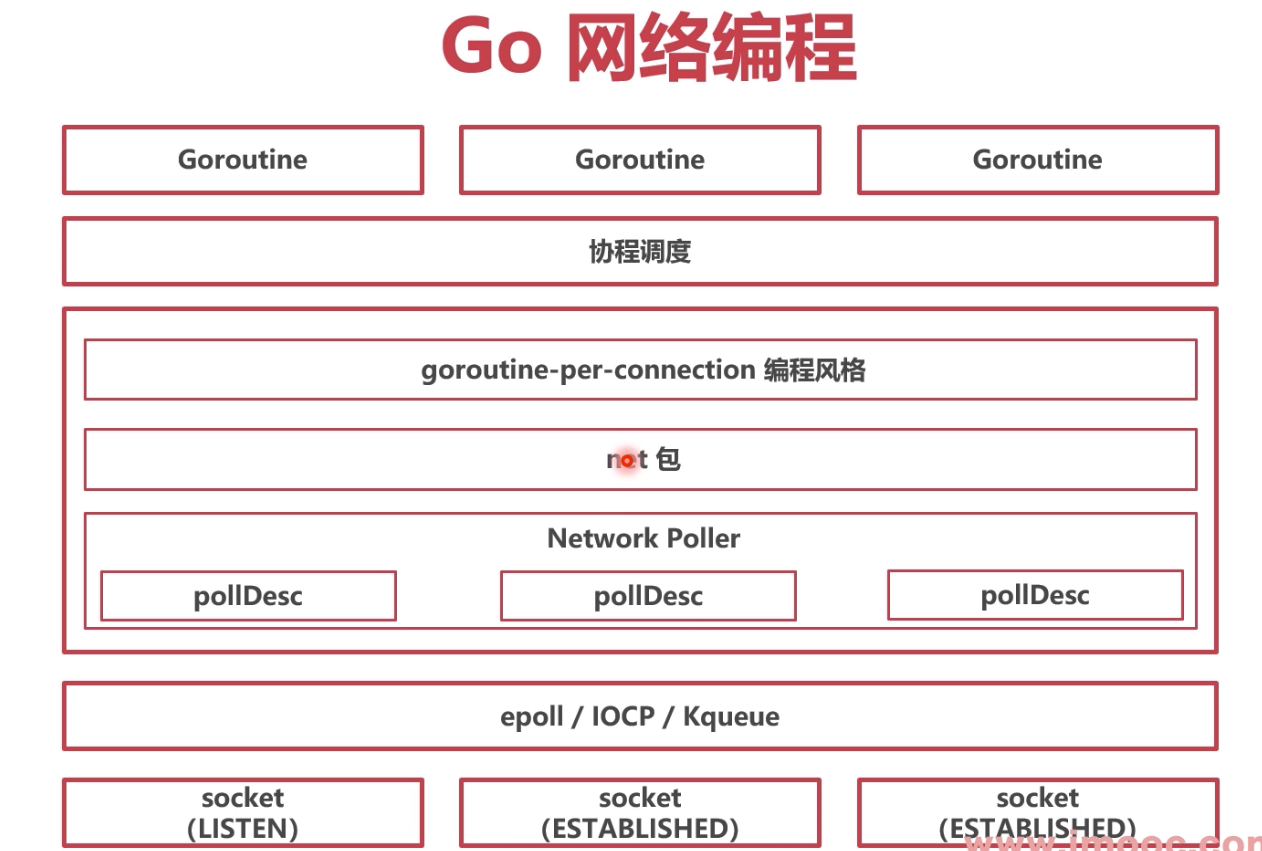 Go 网络编程
Goroutine
Goroutine
Goroutine
协程调度
goroutine-per-connection 编程风格
net 包
Network Poller
pollDesc
pollDesc
pollDesc
epoll / IOCP / Kqueue
socket
(LISTEN)
socket
(ESTABLISHED)
socket
(ESTABLISHED)
www.imooc.com